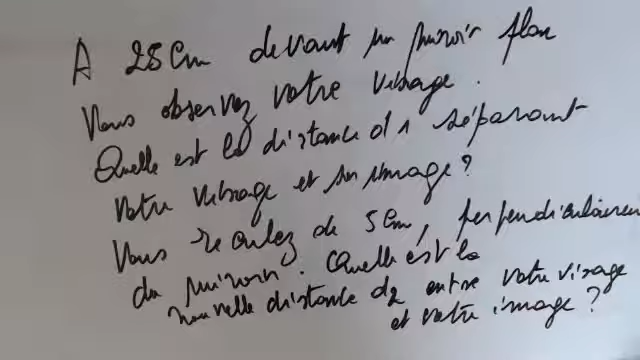 A 25 Cm devant un miroir plan
Vous observez votre visage.
Quelle est la distance d1 séparant
votre visage et son image?
Vous reculez de 5 Cm, perpendiculairem
du miroir. Quelle est la
nouvelle distance d2 entre votre visage
et votre image?